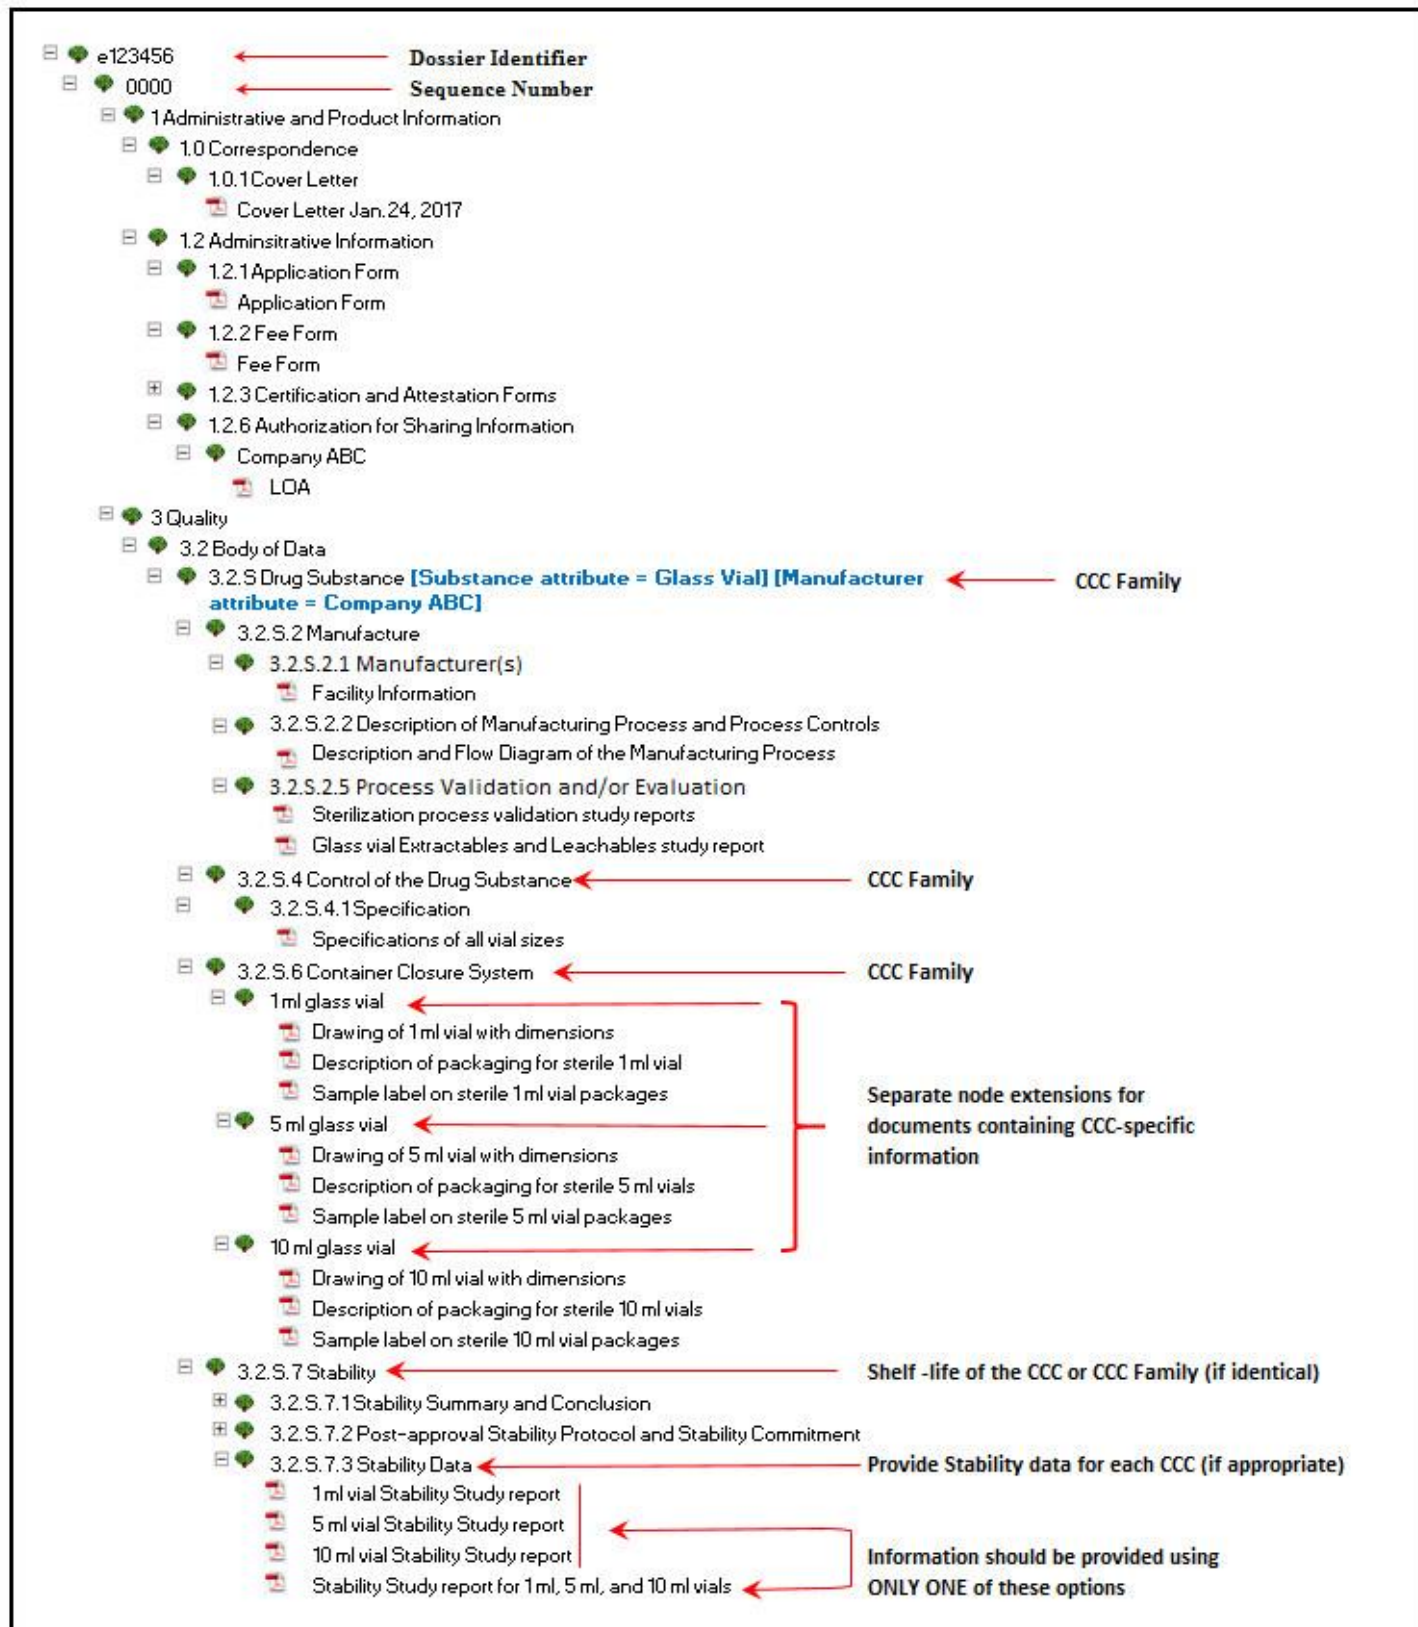 e123456
Dossier Identifier
0000
Sequence Number
1 Administrative and Product Information
1.0 Correspondence
1.0.1 Cover Letter
Cover Letter Jan. 24, 2017
1.2 Adminsitrative Information
1.2.1 Application Form
Application Form
1.2.2 Fee Form
Fee Form
1.2.3 Certification and Attestation Forms
1.2.6 Authorization for Sharing Information
Company ABC
LOA
3 Quality
3.2 Body of Data
3.2.S Drug Substance [Substance attribute = Glass Vial] [Manufacturer
attribute = Company ABC]
CCC Family
3.2.S.2 Manufacture
3.2.S.2.1 Manufacturer(s)
Facility Information
3.2.S.2.2 Description of Manufacturing Process and Process Controls
Description and Flow Diagram of the Manufacturing Process
3.2.S.2.5 Process Validation and/or Evaluation
Sterilization process validation study reports
Glass vial Extractables and Leachables study report
3.2.S.4 Control of the Drug Substance
CCC Family
3.2.S.4.1 Specification
Specifications of all vial sizes
3.2.S.6 Container Closure System
CCC Family
1 ml glass vial
Drawing of 1 ml vial with dimensions
Description of packaging for sterile 1 ml vial
Sample label on sterile 1 ml vial packages
5 ml glass vial
Drawing of 5 ml vial with dimensions
Description of packaging for sterile 5 ml vials
Sample label on sterile 5 ml vial packages
10 ml glass vial
Drawing of 10 ml vial with dimensions
Description of packaging for sterile 10 ml vials
Sample label on sterile 10 ml vial packages
Separate node extensions for
documents containing CCC-specific
information
3.2.S.7 Stability
Shelf -life of the CCC or CCC Family (if identical)
3.2.S.7.1 Stability Summary and Conclusion
3.2.S.7.2 Post-approval Stability Protocol and Stability Commitment
3.2.S.7.3 Stability Data
Provide Stability data for each CCC (if appropriate)
1 ml vial Stability Study report
5 ml vial Stability Study report
10 ml vial Stability Study report
Stability Study report for 1 ml, 5 ml, and 10 ml vials
Information should be provided using
ONLY ONE of these options